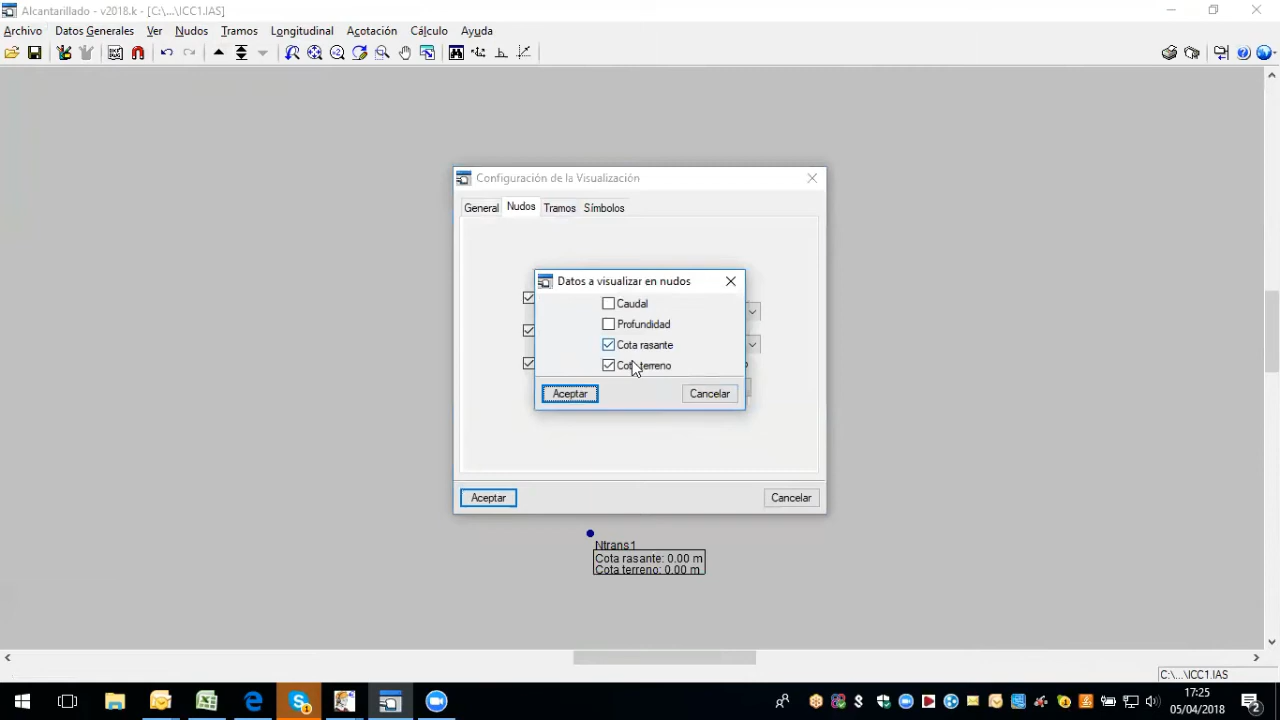 Alcantarillado - v2018.k - [C:\...\ICC1.IAS]
Archivo Datos Generales Ver Nudos Tramos Longitudinal Acotación Cálculo Ayuda
Configuración de la Visualización
General Nudos Tramos Símbolos
Datos a visualizar en nudos
Caudal
Profundidad
Cota rasante
Cota terreno
Aceptar Cancelar
Aceptar Cancelar
Ntrans1
Cota rasante: 0.00 m
Cota terreno: 0.00 m
C:\...\ICC1.IAS
17:25
05/04/2018